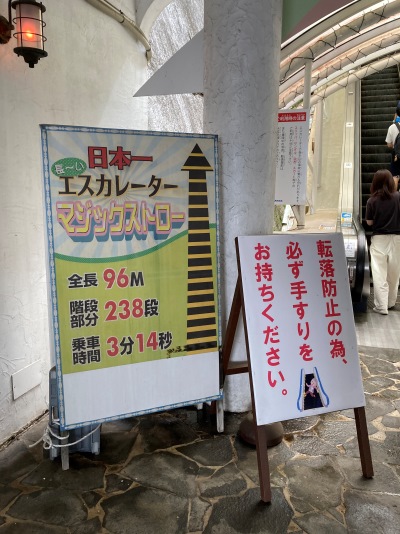 日本一
長〜い
エスカレーター
マジックストロー
全長 96M
階段部分 238段
乗車時間 3分14秒
転落防止の為、
必ず手すりを
お持ちください。